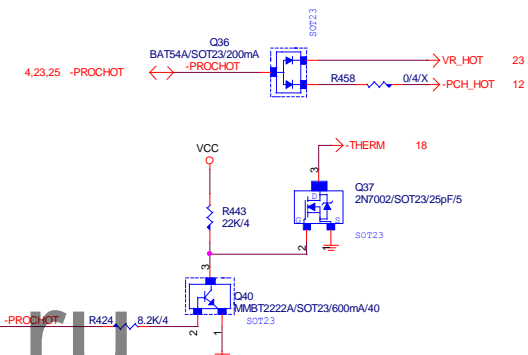 SOT23
Q36
BAT54A/SOT23/200mA
4,23,25 -PROCHOT
-PROCHOT
VR_HOT 23
R458 0/4/X
-PCH_HOT 12
VCC
-THERM 18
3
D
G S
Q37
2N7002/SOT23/25pF/5
SOT23
R443
22K/4
2 1
3
Q40
MMBT2222A/SOT23/600mA/40
SOT23
-PROCHOT R424 8.2K/4
2 1
ru